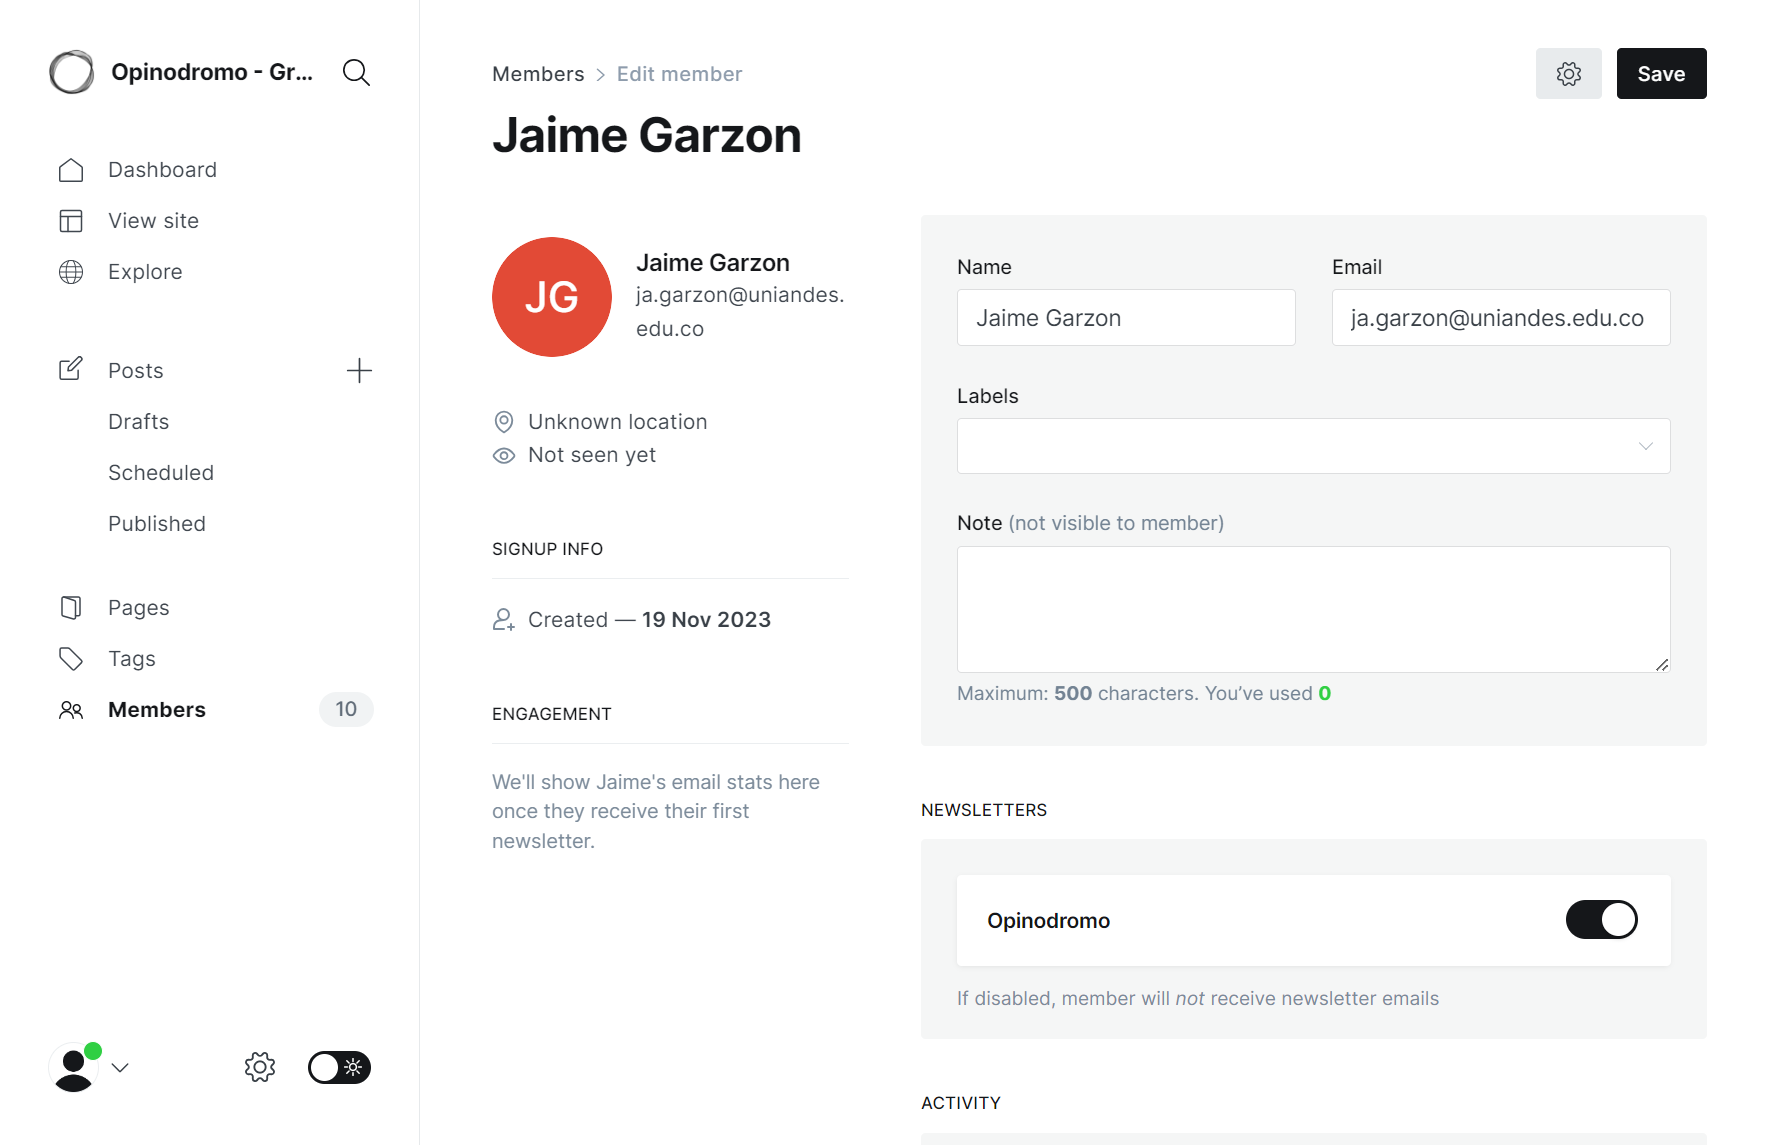 Opinodromo - Gr...
Dashboard
View site
Explore
Posts
Drafts
Scheduled
Published
Pages
Tags
Members
10
Members > Edit member
Save
Jaime Garzon
JG
Jaime Garzon
ja.garzon@uniandes.
edu.co
Unknown location
Not seen yet
SIGNUP INFO
Created — 19 Nov 2023
ENGAGEMENT
We'll show Jaime's email stats here
once they receive their first
newsletter.
Name
Jaime Garzon
Email
ja.garzon@uniandes.edu.co
Labels
Note (not visible to member)
Maximum: 500 characters. You’ve used 0
NEWSLETTERS
Opinodromo
If disabled, member will not receive newsletter emails
ACTIVITY